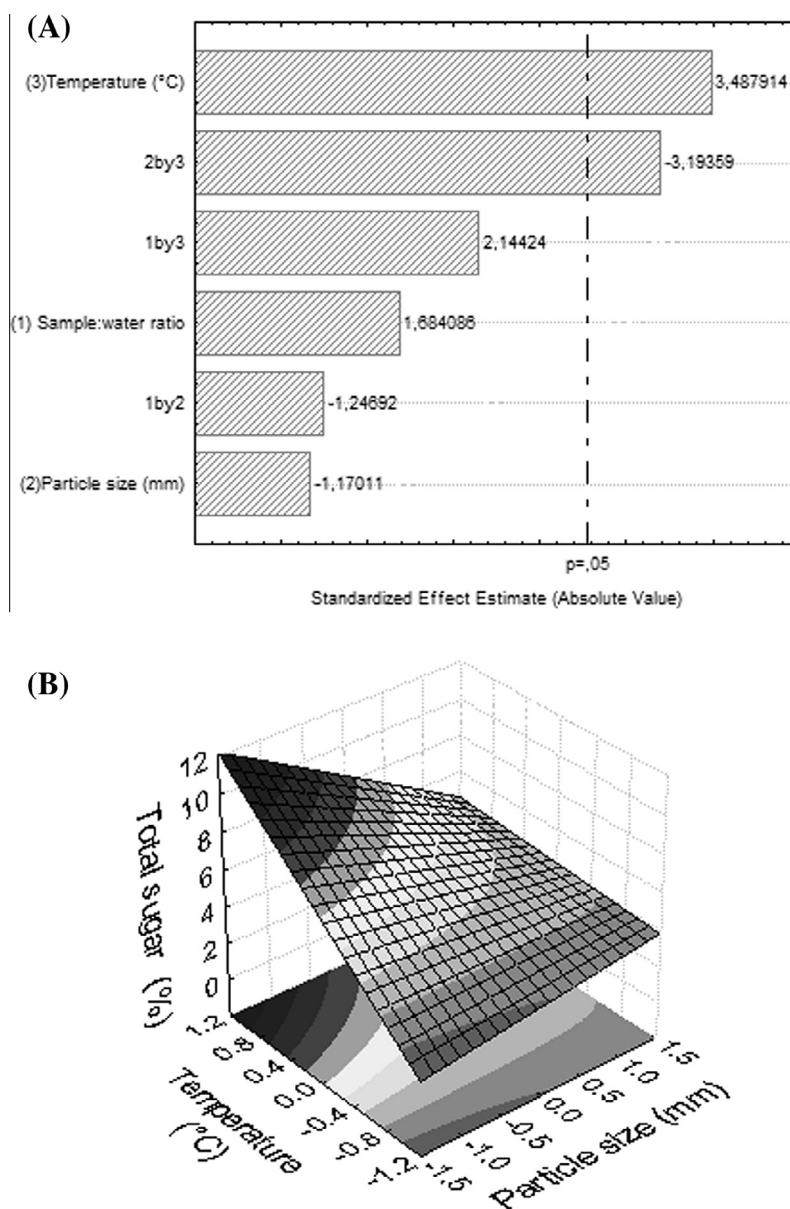 (A)
(3)Temperature (°C)
3,487914
2by3
-3,19359
1by3
2,14424
(1) Sample:water ratio
1,684086
1by2
-1,24692
(2)Particle size (mm)
-1,17011
p=,05
Standardized Effect Estimate (Absolute Value)
(B)
Total sugar (%)
12
10
8
6
4
2
0
Temperature
(°C)
1.2
0.8
0.4
0.0
-0.4
-0.8
-1.2
Particle size (mm)
-1.5
-1.0
-0.5
0.0
0.5
1.0
1.5